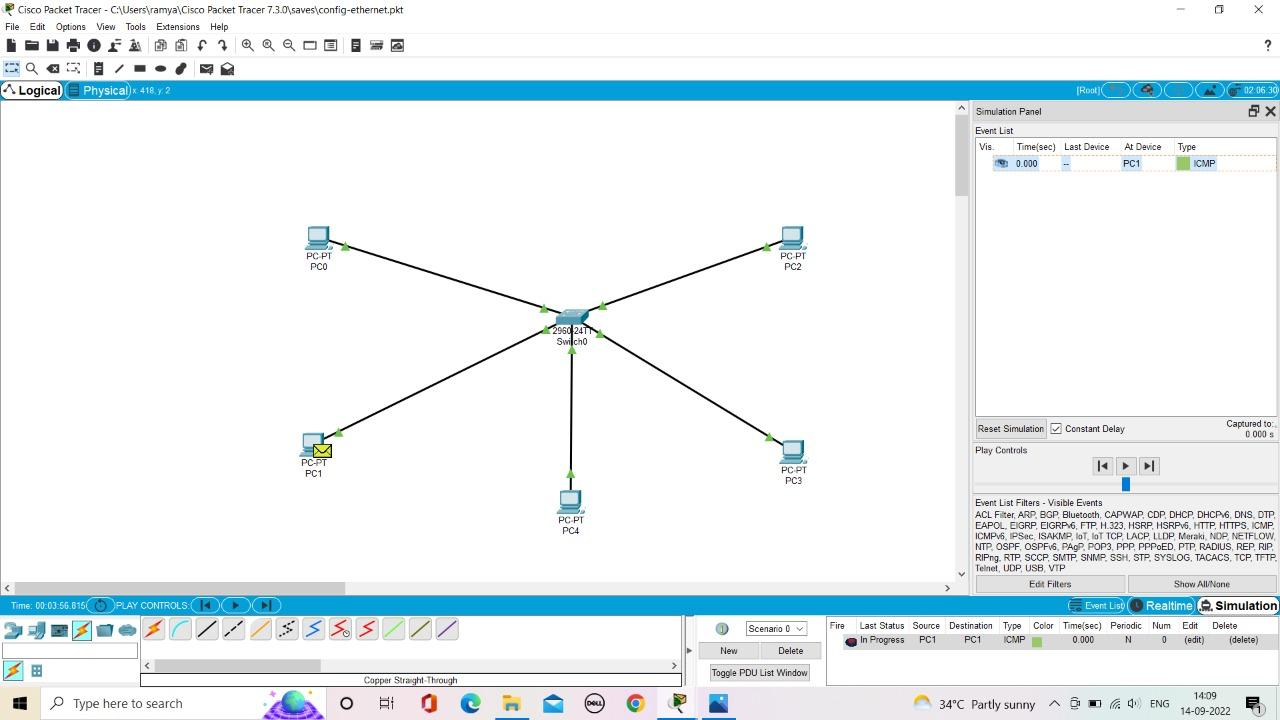 Cisco Packet Tracer - C:\Users\ramya\Cisco Packet Tracer 7.3.0\saves\config-ethernet.pkt
File Edit Options View Tools Extensions Help
?
Logical Physical x: 418, y: 2 [Root] 02:06:30
Simulation Panel
Event List
Vis. Time(sec) Last Device At Device Type
0.000 -- PC1 ICMP
PC-PT
PC0
PC-PT
PC2
2960-24TT
Switch0
PC-PT
PC1
PC-PT
PC3
PC-PT
PC4
Reset Simulation Constant Delay Captured to:
0.000 s
Play Controls
Event List Filters - Visible Events
ACL Filter, ARP, BGP, Bluetooth, CAPWAP, CDP, DHCP, DHCPv6, DNS, DTP,
EAPOL, EIGRP, EIGRPv6, FTP, H.323, HSRP, HSRPv6, HTTP, HTTPS, ICMP,
ICMPv6, IPSec, ISAKMP, IoT, IoT TCP, LACP, LLDP, Meraki, NDP, NETFLOW,
NTP, OSPF, OSPFv6, PAgP, POP3, PPP, PPPoED, PTP, RADIUS, REP, RIP,
RIPng, RTP, SCCP, SMTP, SNMP, SSH, STP, SYSLOG, TACACS, TCP, TFTP,
Telnet, UDP, USB, VTP
Edit Filters Show All/None
Time: 00:03:56.815 PLAY CONTROLS: Event List Realtime Simulation
Scenario 0
New Delete
Toggle PDU List Window
Fire Last Status Source Destination Type Color Time(sec) Periodic Num Edit Delete
In Progress PC1 PC1 ICMP 0.000 N 0 (edit) (delete)
Copper Straight-Through
Type here to search
DELL
34°C Partly sunny
ENG
14:09
14-09-2022
1